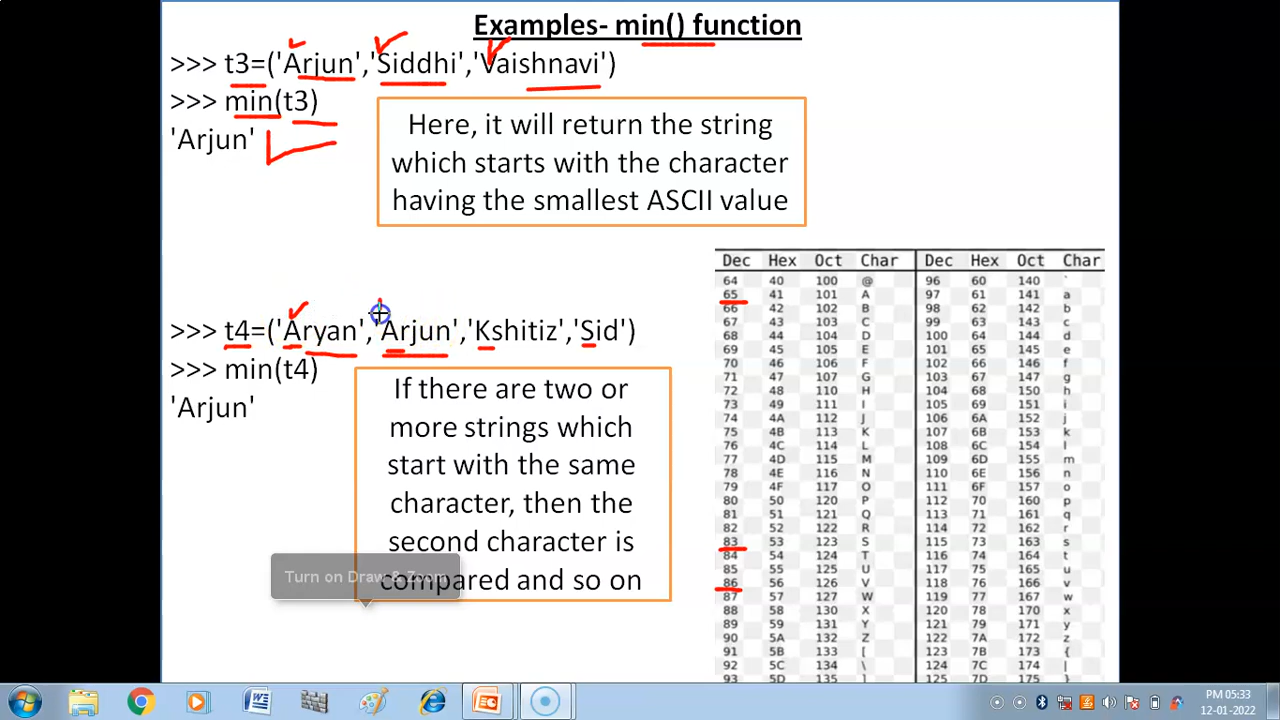 Examples- min() function
>>> t3=('Arjun','Siddhi','Vaishnavi')
>>> min(t3)
'Arjun'
Here, it will return the string
which starts with the character
having the smallest ASCII value
>>> t4=('Aryan','Arjun','Kshitiz','Sid')
>>> min(t4)
'Arjun'
If there are two or
more strings which
start with the same
character, then the
second character is
compared and so on
Turn on Draw & Zoom
Dec Hex Oct Char Dec Hex Oct Char
64 40 100 @ 96 60 140 `
65 41 101 A 97 61 141 a
66 42 102 B 98 62 142 b
67 43 103 C 99 63 143 c
68 44 104 D 100 64 144 d
69 45 105 E 101 65 145 e
70 46 106 F 102 66 146 f
71 47 107 G 103 67 147 g
72 48 110 H 104 68 150 h
73 49 111 I 105 69 151 i
74 4A 112 J 106 6A 152 j
75 4B 113 K 107 6B 153 k
76 4C 114 L 108 6C 154 l
77 4D 115 M 109 6D 155 m
78 4E 116 N 110 6E 156 n
79 4F 117 O 111 6F 157 o
80 50 120 P 112 70 160 p
81 51 121 Q 113 71 161 q
82 52 122 R 114 72 162 r
83 53 123 S 115 73 163 s
84 54 124 T 116 74 164 t
85 55 125 U 117 75 165 u
86 56 126 V 118 76 166 v
87 57 127 W 119 77 167 w
88 58 130 X 120 78 170 x
89 59 131 Y 121 79 171 y
90 5A 132 Z 122 7A 172 z
91 5B 133 [ 123 7B 173 {
92 5C 134 \ 124 7C 174 |
93 5D 135 ] 125 7D 175 }
PM 05:33
12-01-2022